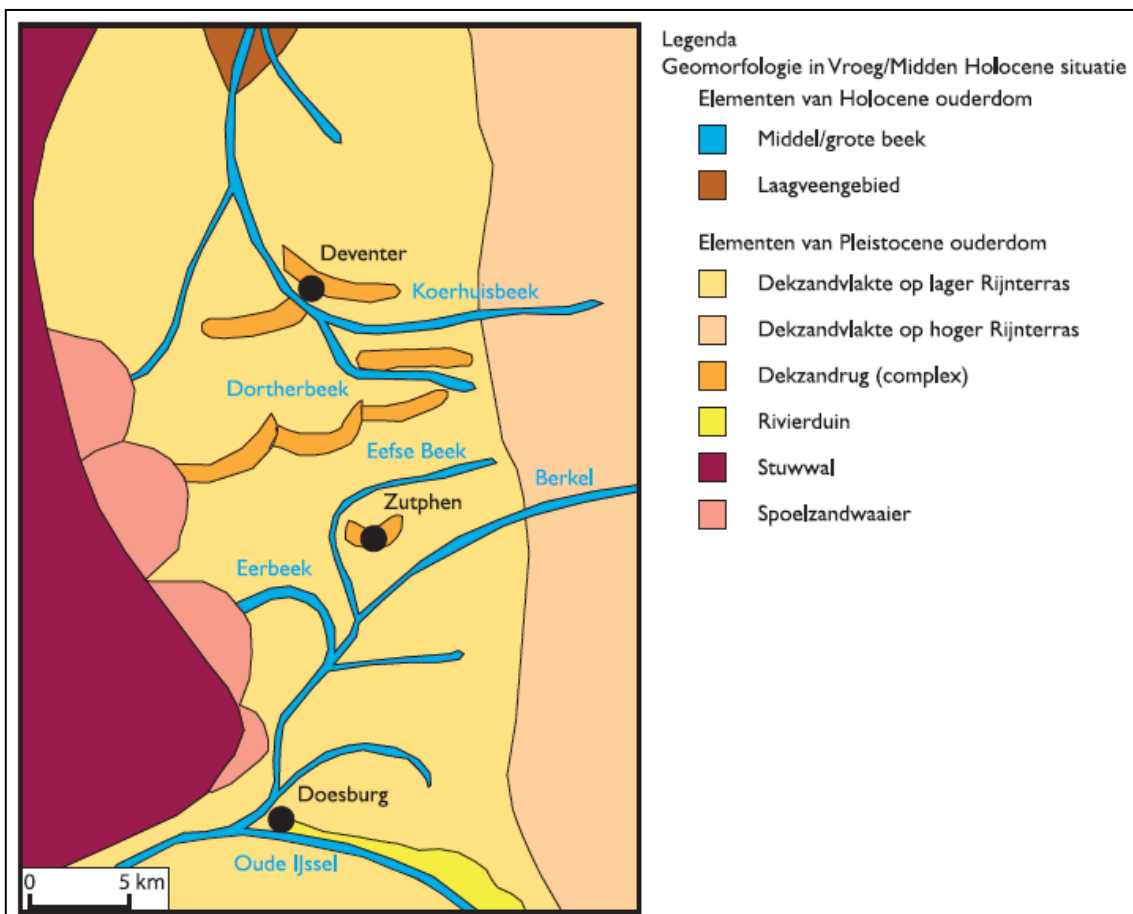 Legenda
Geomorfologie in Vroeg/Midden Holocene situatie
Elementen van Holocene ouderdom
Middel/grote beek
Laagveengebied
Elementen van Pleistocene ouderdom
Dekzandvlakte op lager Rijnterras
Dekzandvlakte op hoger Rijnterras
Dekzandrug (complex)
Rivierduin
Stuwwal
Spoelzandwaaier
Deventer
Koerhuisbeek
Dortherbeek
Eefse Beek
Berkel
Zutphen
Eerbeek
Doesburg
Oude IJssel
0 5 km